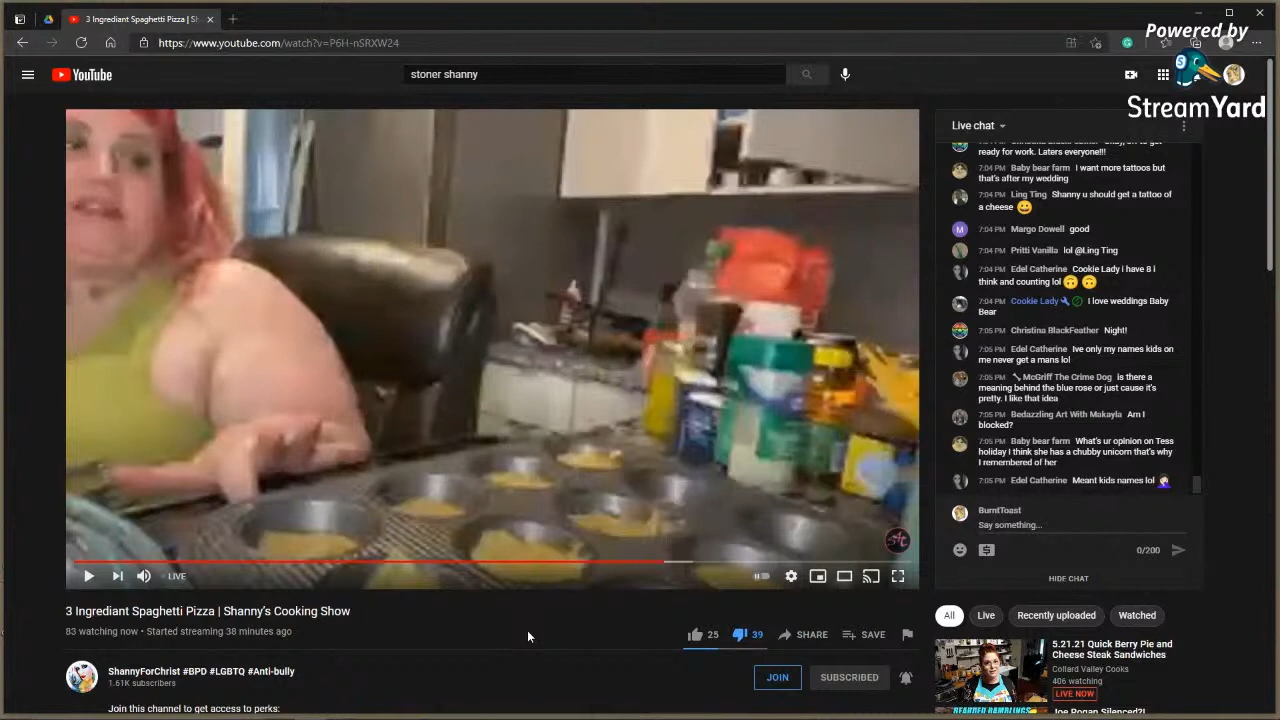 3 Ingrediant Spaghetti Pizza | Sh
https://www.youtube.com/watch?v=P6H-nSRXW24
Powered by
StreamYard
YouTube
stoner shanny
Live chat
ready for work. Laters everyone!!!
7:04 PM Baby bear farm I want more tattoos but
that's after my wedding
7:04 PM Ling Ting Shanny u should get a tattoo of
a cheese 😀
M
7:04 PM Margo Dowell good
7:04 PM Pritti Vanilla lol @Ling Ting
7:04 PM Edel Catherine Cookie Lady i have 8 i
think and counting lol 🙃 🙃
7:04 PM Cookie Lady I love weddings Baby
Bear
7:05 PM Christina BlackFeather Night!
7:05 PM Edel Catherine Ive only my names kids on
me never get a mans lol
7:05 PM McGriff The Crime Dog is there a
meaning behind the blue rose or just cause it's
pretty. I like that idea
7:05 PM Bedazzling Art With Makayla Am I
blocked?
7:05 PM Baby bear farm What's ur opinion on Tess
holiday I think she has a chubby unicorn that's why
I remembered of her
7:05 PM Edel Catherine Meant kids names lol
BurntToast
Say something...
0/200
HIDE CHAT
LIVE
3 Ingrediant Spaghetti Pizza | Shanny's Cooking Show
83 watching now • Started streaming 38 minutes ago
25
39
SHARE
SAVE
ShannyForChrist #BPD #LGBTQ #Anti-bully
1.61K subscribers
JOIN
SUBSCRIBED
Join this channel to get access to perks:
All
Live
Recently uploaded
Watched
5.21.21 Quick Berry Pie and
Cheese Steak Sandwiches
Collard Valley Cooks
406 watching
LIVE NOW
BEARDED RAMBLINGS
Joe Rogan Silenced?!